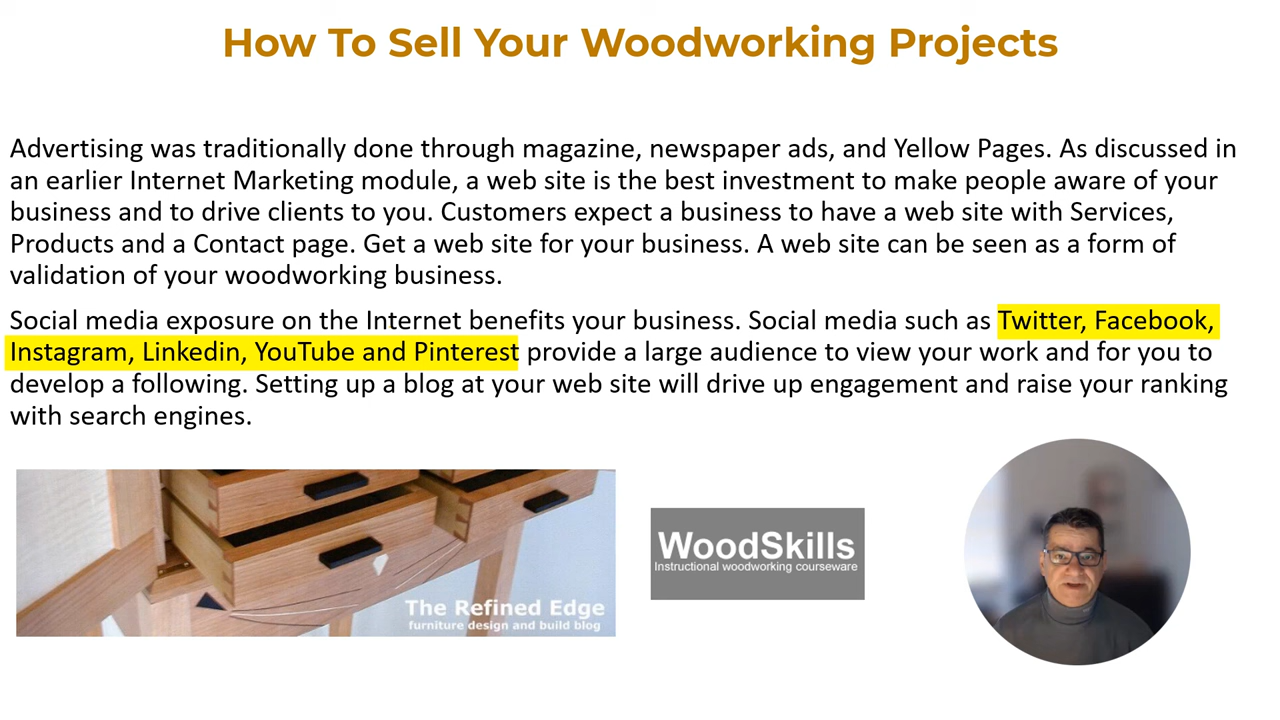 How To Sell Your Woodworking Projects
Advertising was traditionally done through magazine, newspaper ads, and Yellow Pages. As discussed in
an earlier Internet Marketing module, a web site is the best investment to make people aware of your
business and to drive clients to you. Customers expect a business to have a web site with Services,
Products and a Contact page. Get a web site for your business. A web site can be seen as a form of
validation of your woodworking business.
Social media exposure on the Internet benefits your business. Social media such as Twitter, Facebook,
Instagram, Linkedin, YouTube and Pinterest provide a large audience to view your work and for you to
develop a following. Setting up a blog at your web site will drive up engagement and raise your ranking
with search engines.
The Refined Edge
furniture design and build blog
WoodSkills
Instructional woodworking courseware